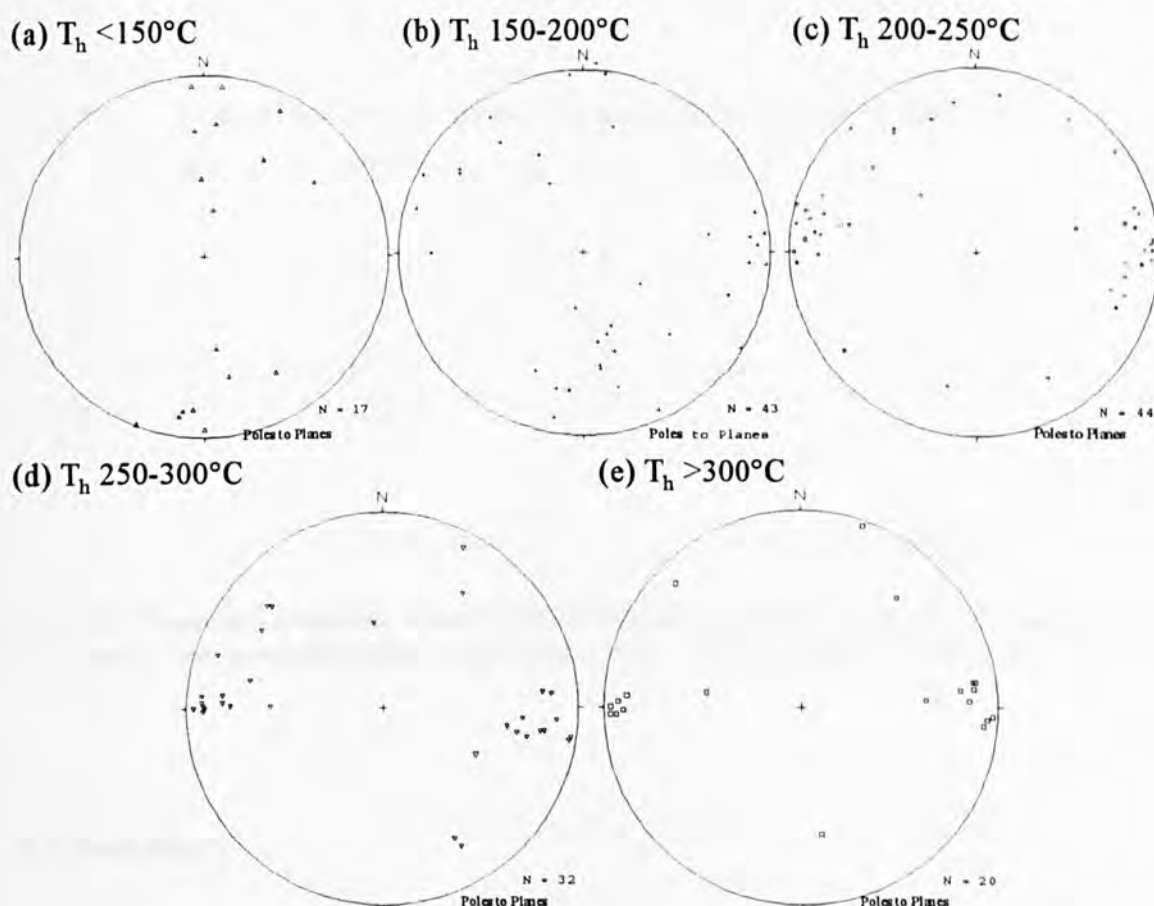 (a) Tₕ <150°C
(b) Tₕ 150-200°C
(c) Tₕ 200-250°C
N
N
N
N = 17
Poles to Planes
N = 43
Poles to Planes
N = 44
Poles to Planes
(d) Tₕ 250-300°C
(e) Tₕ >300°C
N
N
N = 32
Poles to Planes
N = 20
Poles to Planes